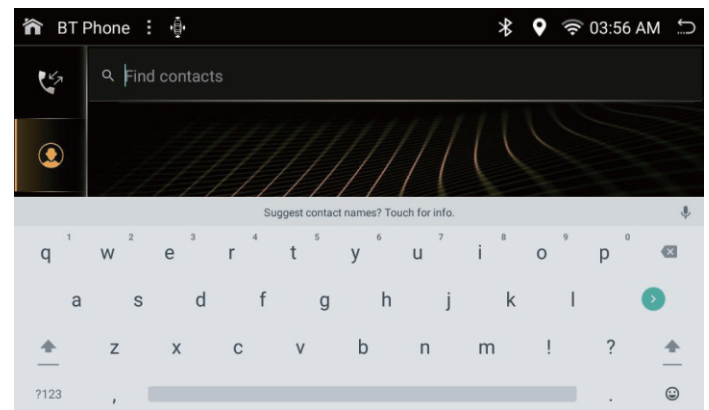 BT Phone
03:56 AM
Find contacts
Suggest contact names? Touch for info.
1 2 3 4 5 6 7 8 9 0
q w e r t y u i o p
a s d f g h j k l
z x c v b n m ! ?
?123 , .